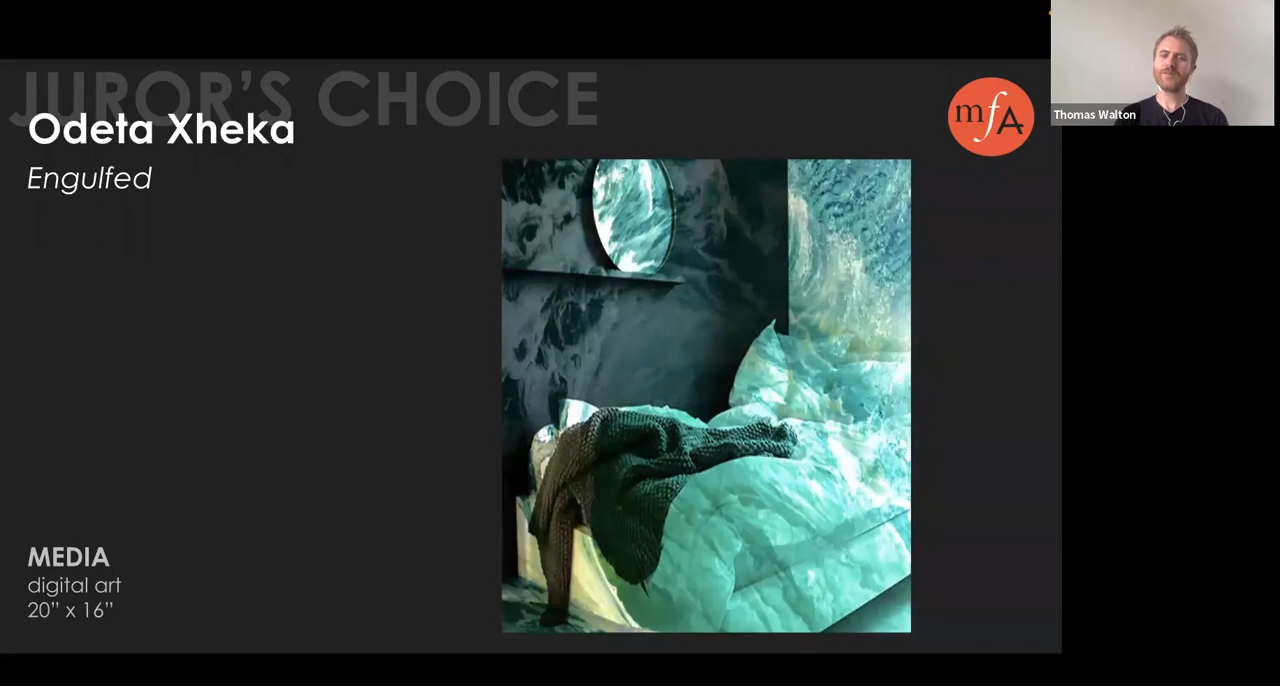 JUROR'S CHOICE
Odeta Xheka
Engulfed
mfA
Thomas Walton
MEDIA
digital art
20” x 16”